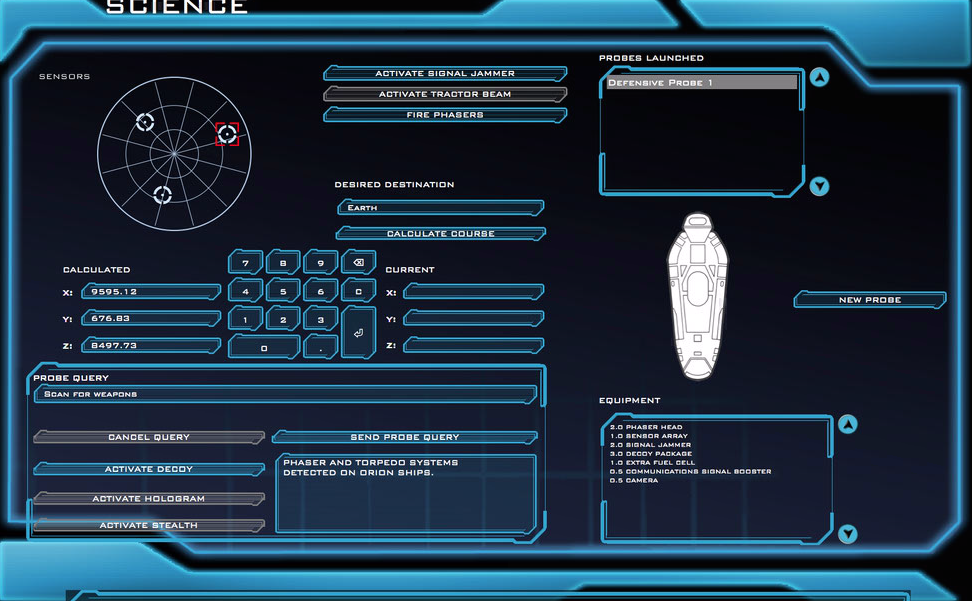 SCIENCE
SENSORS
ACTIVATE SIGNAL JAMMER
ACTIVATE TRACTOR BEAM
FIRE PHASERS
PROBES LAUNCHED
Defensive Probe 1
DESIRED DESTINATION
Earth
CALCULATE COURSE
CALCULATED
X: 9595.12
Y: 676.83
Z: 8497.73
7 8 9 ⌫
4 5 6 C
1 2 3 ⏎
0 .
CURRENT
X:
Y:
Z:
NEW PROBE
PROBE QUERY
Scan for weapons
CANCEL QUERY
SEND PROBE QUERY
ACTIVATE DECOY
ACTIVATE HOLOGRAM
ACTIVATE STEALTH
PHASER AND TORPEDO SYSTEMS
DETECTED ON ORION SHIPS.
EQUIPMENT
2.0 PHASER HEAD
1.0 SENSOR ARRAY
2.0 SIGNAL JAMMER
3.0 DECOY PACKAGE
1.0 EXTRA FUEL CELL
0.5 COMMUNICATIONS SIGNAL BOOSTER
0.5 CAMERA